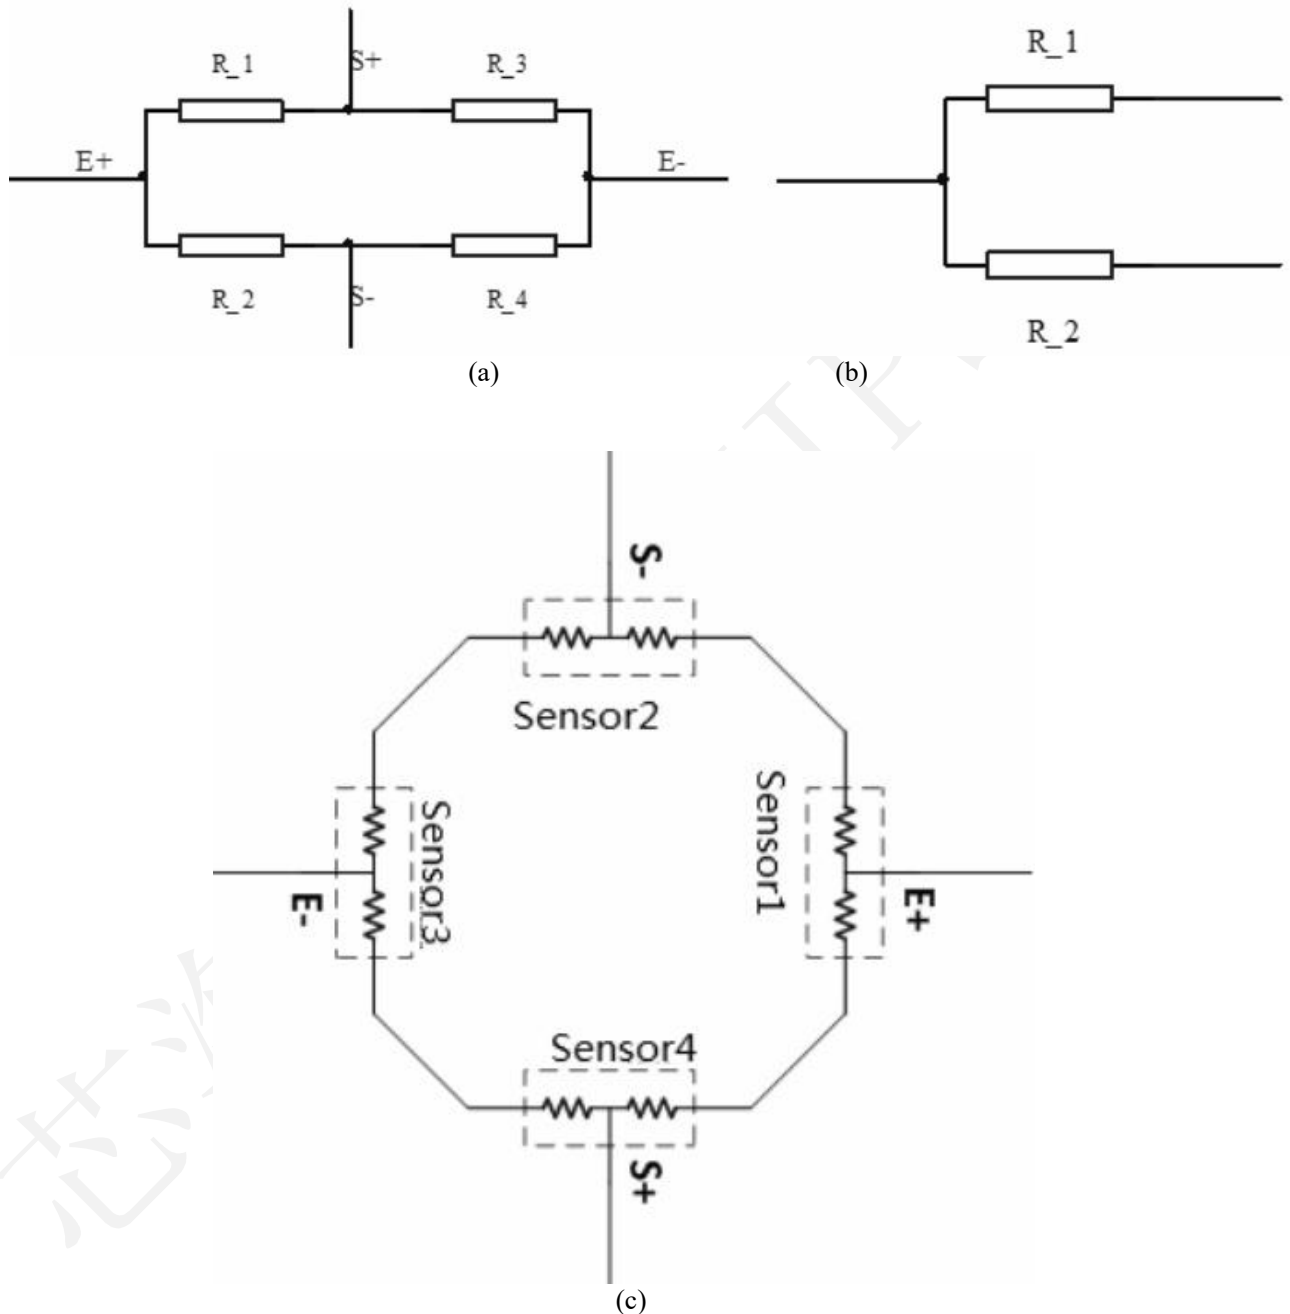 R_1
S+
R_3
E+
E-
R_2
S-
R_4
R_1
R_2
(a)
(b)
S-
Sensor2
Sensor1
Sensor3
E-
E+
Sensor4
S+
(c)